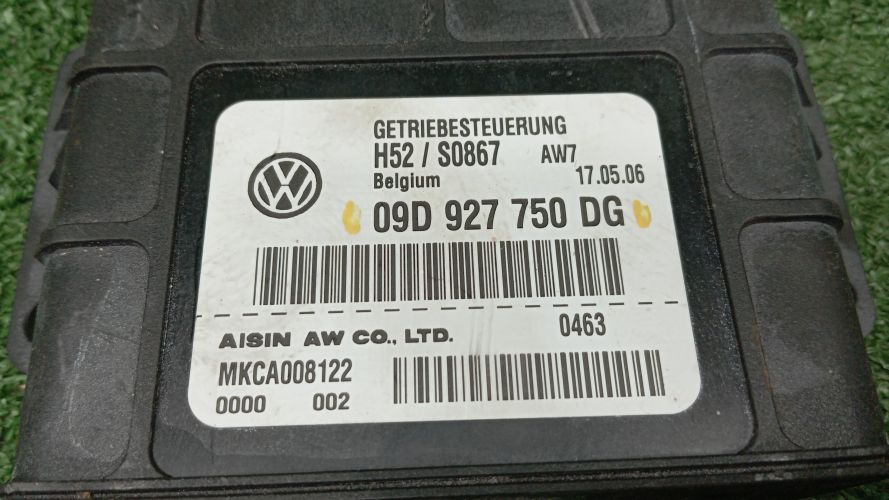 GETRIEBESTEUERUNG
H52 / S0867 AW7
Belgium 17.05.06
09D 927 750 DG
AISIN AW CO., LTD. 0463
MKCA008122
0000 002